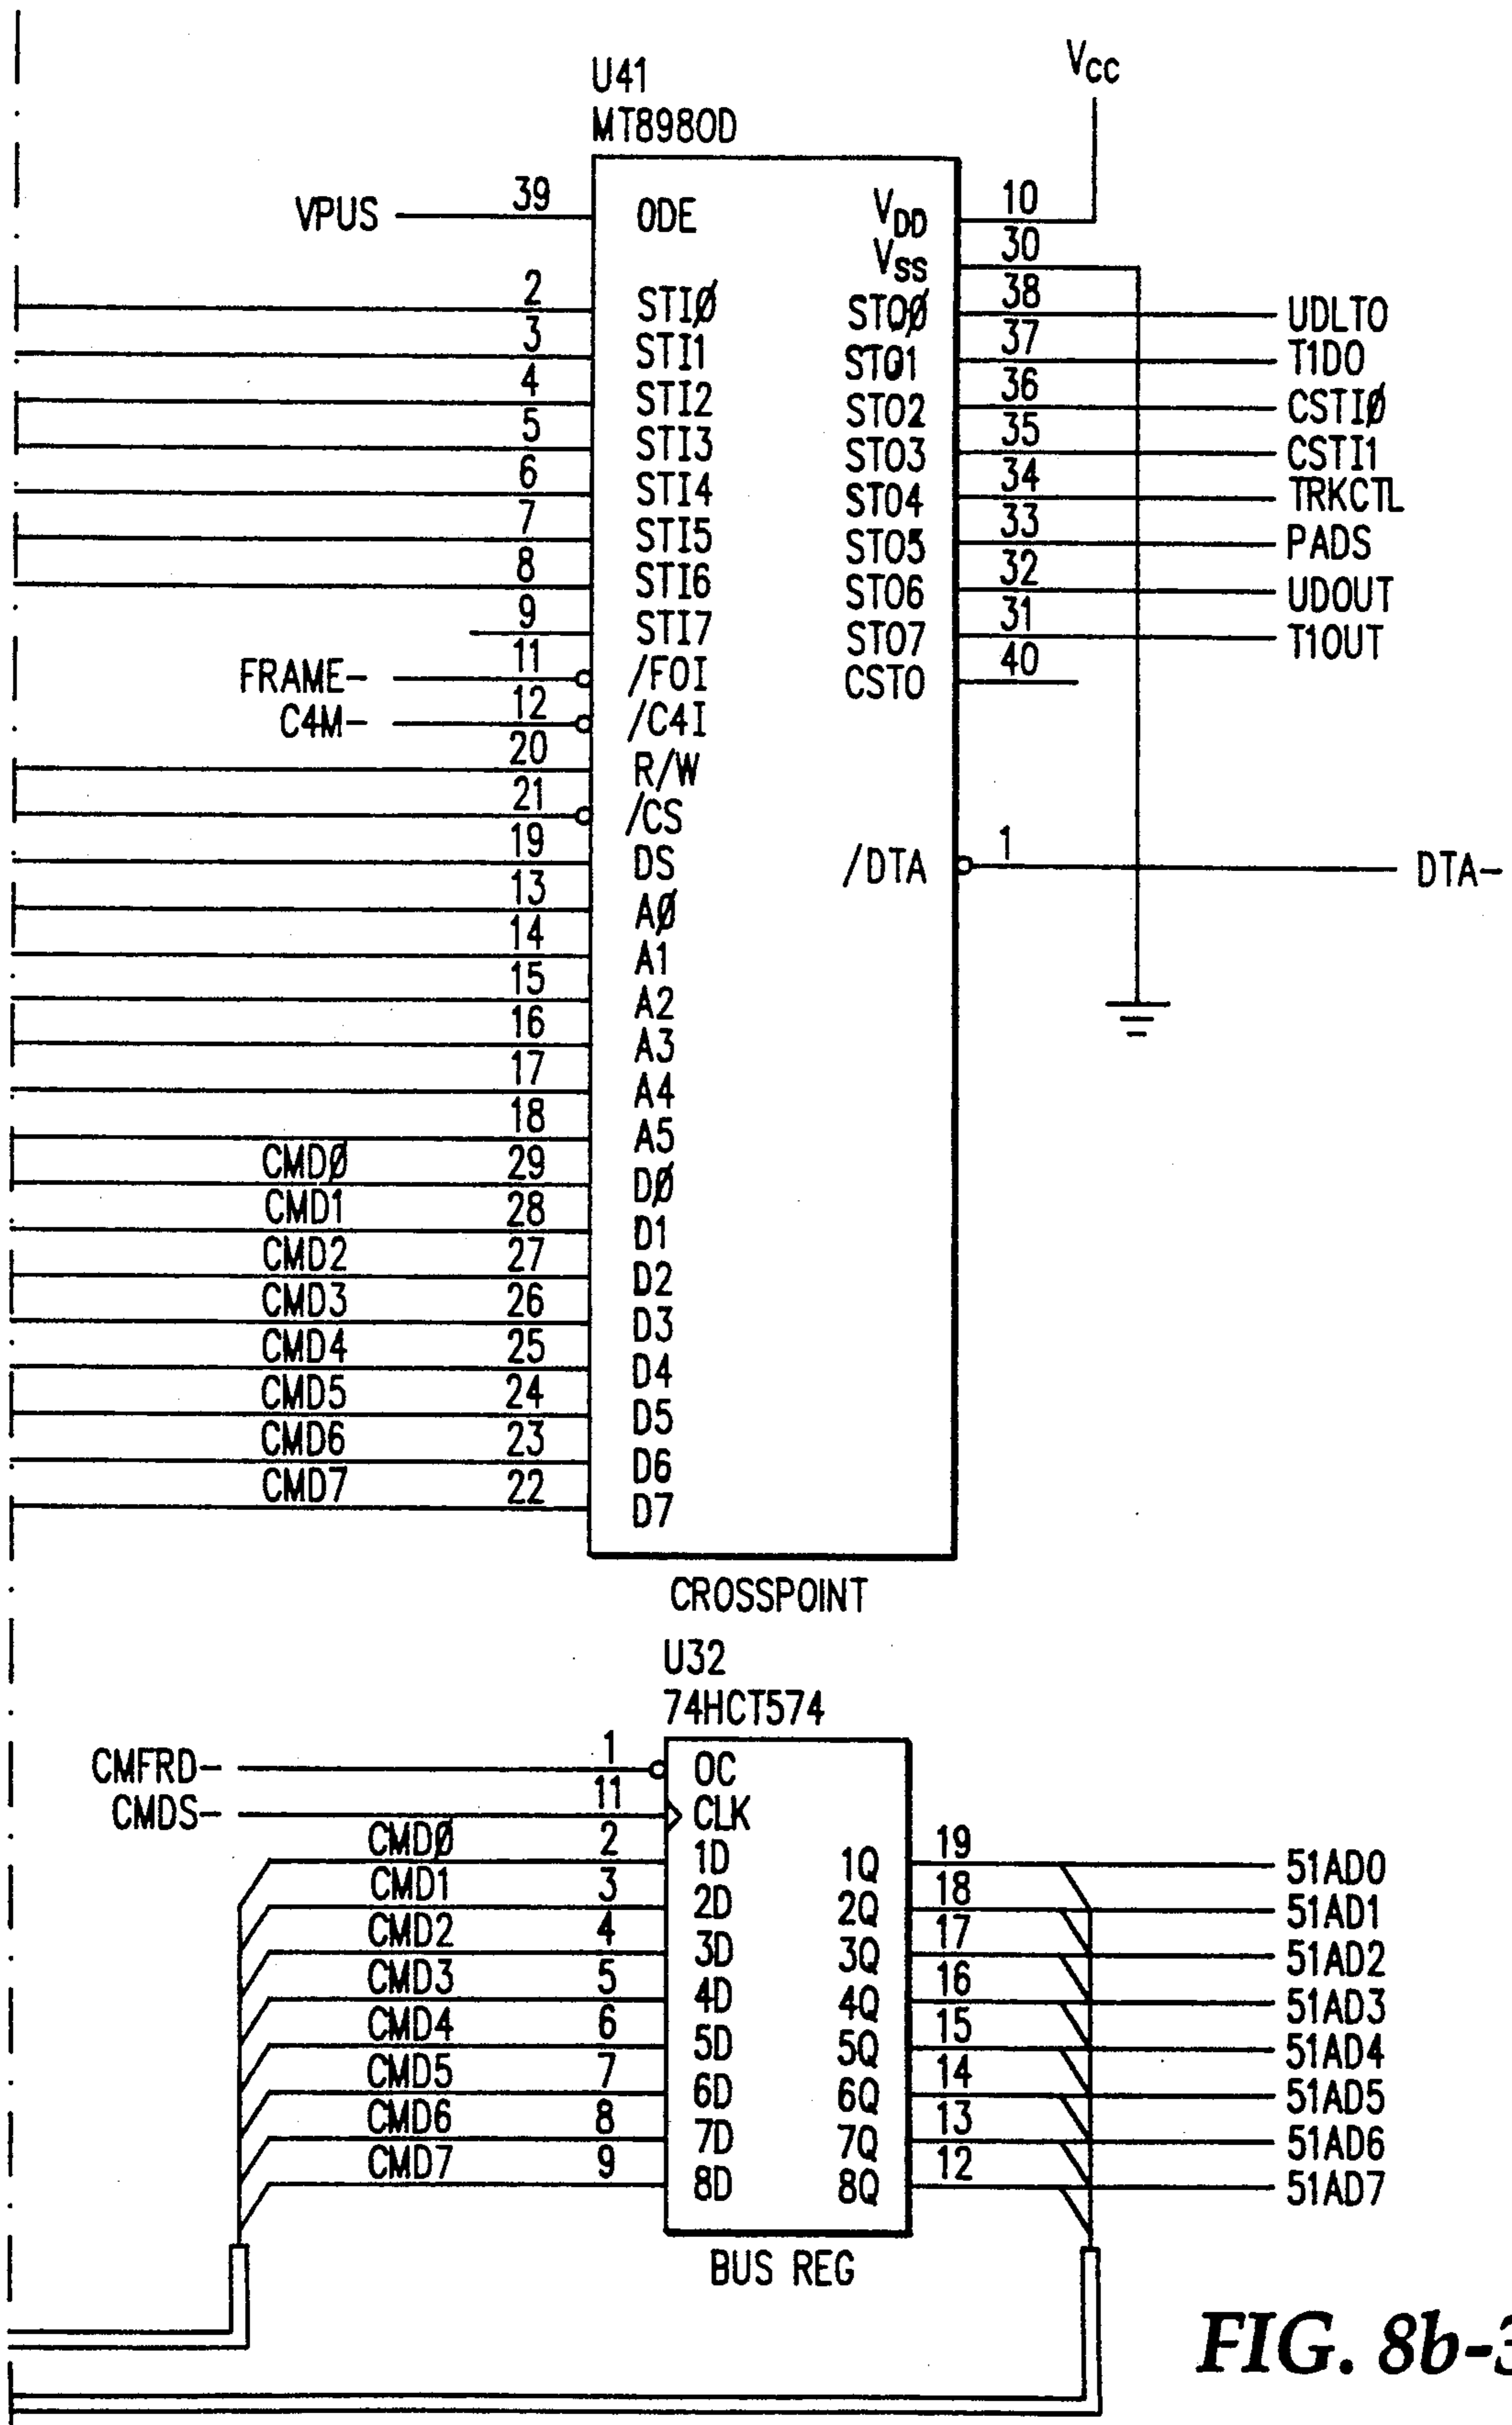 U41
MT8980D
VCC
VPUS 39 ODE VDD 10
VSS 30
2 STIØ STOØ 38 UDLTO
3 STI1 STO1 37 T1DO
4 STI2 STO2 36 CSTIØ
5 STI3 STO3 35 CSTI1
6 STI4 STO4 34 TRKCTL
7 STI5 STO5 33 PADS
8 STI6 STO6 32 UDOUT
9 STI7 STO7 31 T1OUT
FRAME- 11 /FOI CSTO 40
C4M- 12 /C4I
20 R/W
21 /CS
19 DS /DTA 1 DTA-
13 AØ
14 A1
15 A2
16 A3
17 A4
18 A5
CMDØ 29 DØ
CMD1 28 D1
CMD2 27 D2
CMD3 26 D3
CMD4 25 D4
CMD5 24 D5
CMD6 23 D6
CMD7 22 D7
CROSSPOINT
U32
74HCT574
CMFRD- 1 OC
CMDS- 11 CLK
CMDØ 2 1D 1Q 19 51AD0
CMD1 3 2D 2Q 18 51AD1
CMD2 4 3D 3Q 17 51AD2
CMD3 5 4D 4Q 16 51AD3
CMD4 6 5D 5Q 15 51AD4
CMD5 7 6D 6Q 14 51AD5
CMD6 8 7D 7Q 13 51AD6
CMD7 9 8D 8Q 12 51AD7
BUS REG
FIG. 8b-3